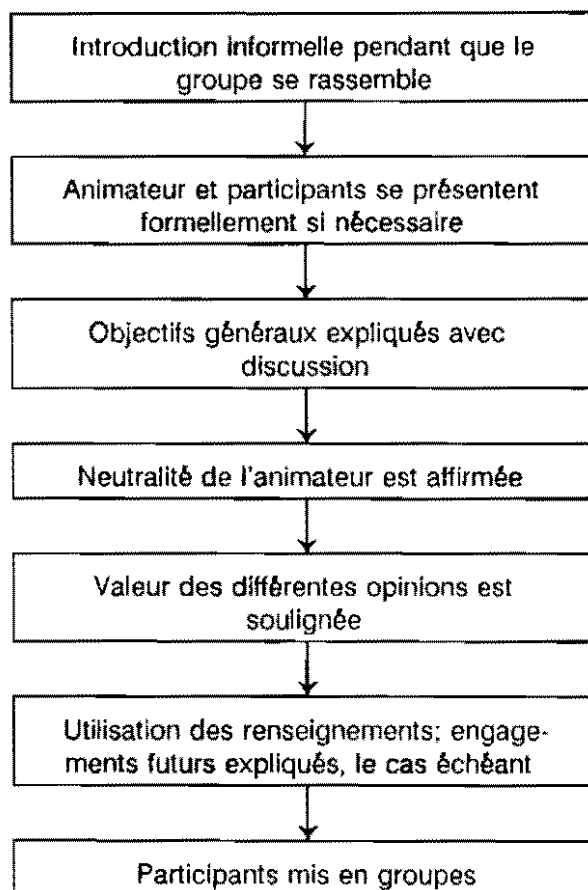 Introduction informelle pendant que le
groupe se rassemble
Animateur et participants se présentent
formellement si nécessaire
Objectifs généraux expliqués avec
discussion
Neutralité de l'animateur est affirmée
Valeur des différentes opinions est
soulignée
Utilisation des renseignements; engage-
ments futurs expliqués, le cas échéant
Participants mis en groupes